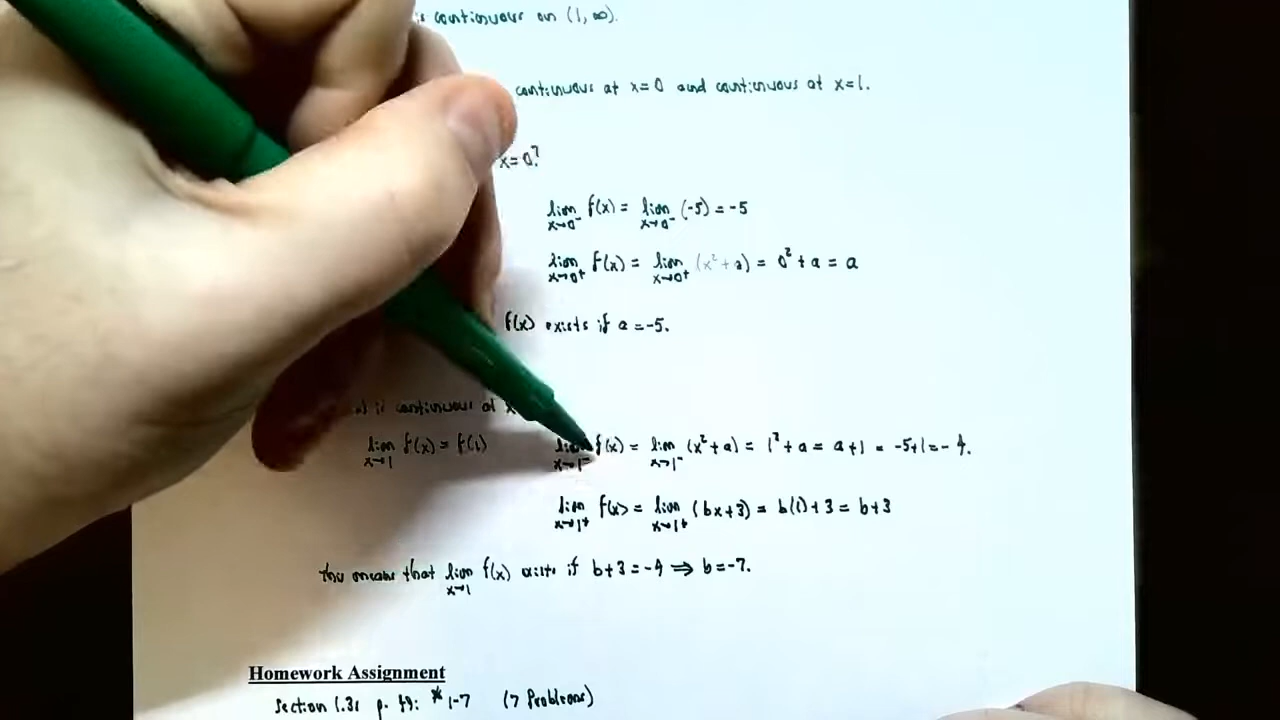 is continuous on (1, ∞).
continuous at x=0 and continuous at x=1.
x=0?
lim x→0⁻ f(x) = lim x→0⁻ (-5) = -5
lim x→0⁺ f(x) = lim x→0⁺ (x²+a) = 0²+a = a
f(x) exists if a=-5.
is continuous at
lim x→1 f(x) = f(1) lim x→1⁻ f(x) = lim x→1⁻ (x²+a) = 1²+a = a+1 = -5+1 = -4.
lim x→1⁺ f(x) = lim x→1⁺ (bx+3) = b(1)+3 = b+3
This means that lim x→1 f(x) exists if b+3=-4 ⇒ b=-7.
Homework Assignment
Section 1.3: p. : # 1-7 (7 Problems)